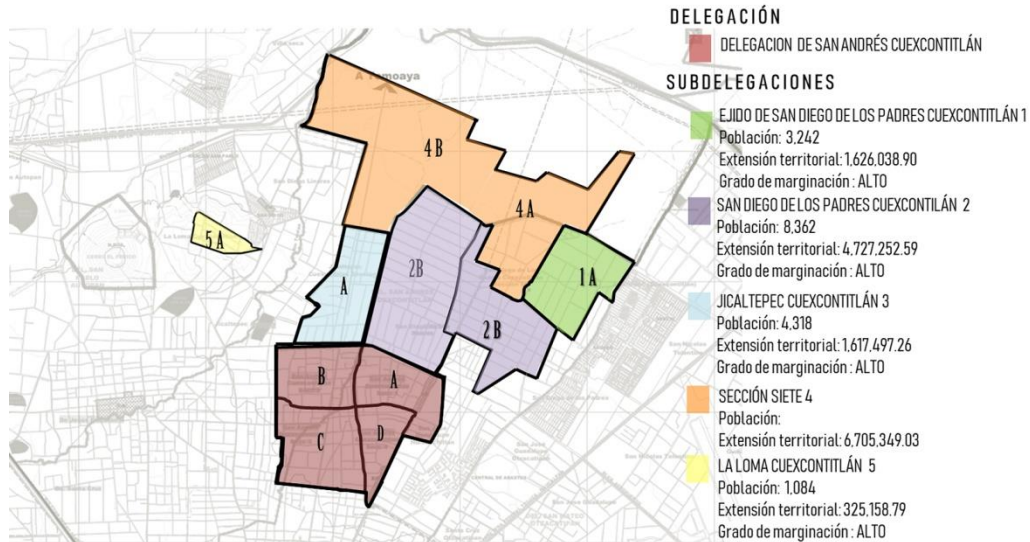 DELEGACIÓN
DELEGACION DE SAN ANDRÉS CUEXCONTITLÁN
SUBDELEGACIONES
EJIDO DE SAN DIEGO DE LOS PADRES CUEXCONTITLÁN 1
Población: 3,242
Extensión territorial: 1,626,038.90
Grado de marginación : ALTO
SAN DIEGO DE LOS PADRES CUEXCONTITLÁN 2
Población: 8,362
Extensión territorial: 4,727,252.59
Grado de marginación : ALTO
JICALTEPEC CUEXCONTITLÁN 3
Población: 4,318
Extensión territorial: 1,617,497.26
Grado de marginación : ALTO
SECCIÓN SIETE 4
Población:
Extensión territorial: 6,705,349.03
LA LOMA CUEXCONTITLÁN 5
Población: 1,084
Extensión territorial: 325,158.79
Grado de marginación : ALTO
A Temoaya
4 B
4 A
5 A
2B
1 A
A
2 B
B
A
C
D